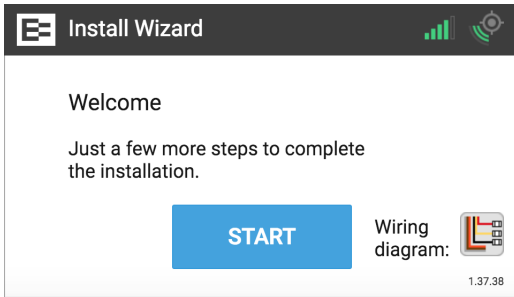 Install Wizard
Welcome
Just a few more steps to complete
the installation.
START
Wiring
diagram:
1.37.38